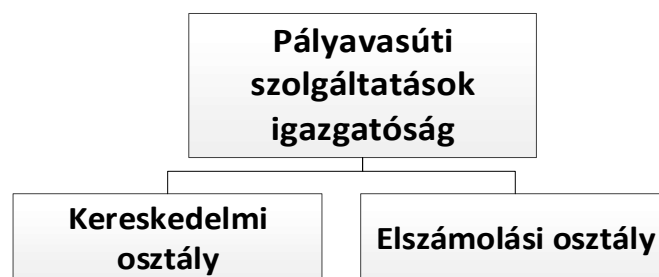 Pályavasúti
szolgáltatások
igazgatóság
Kereskedelmi
osztály
Elszámolási osztály